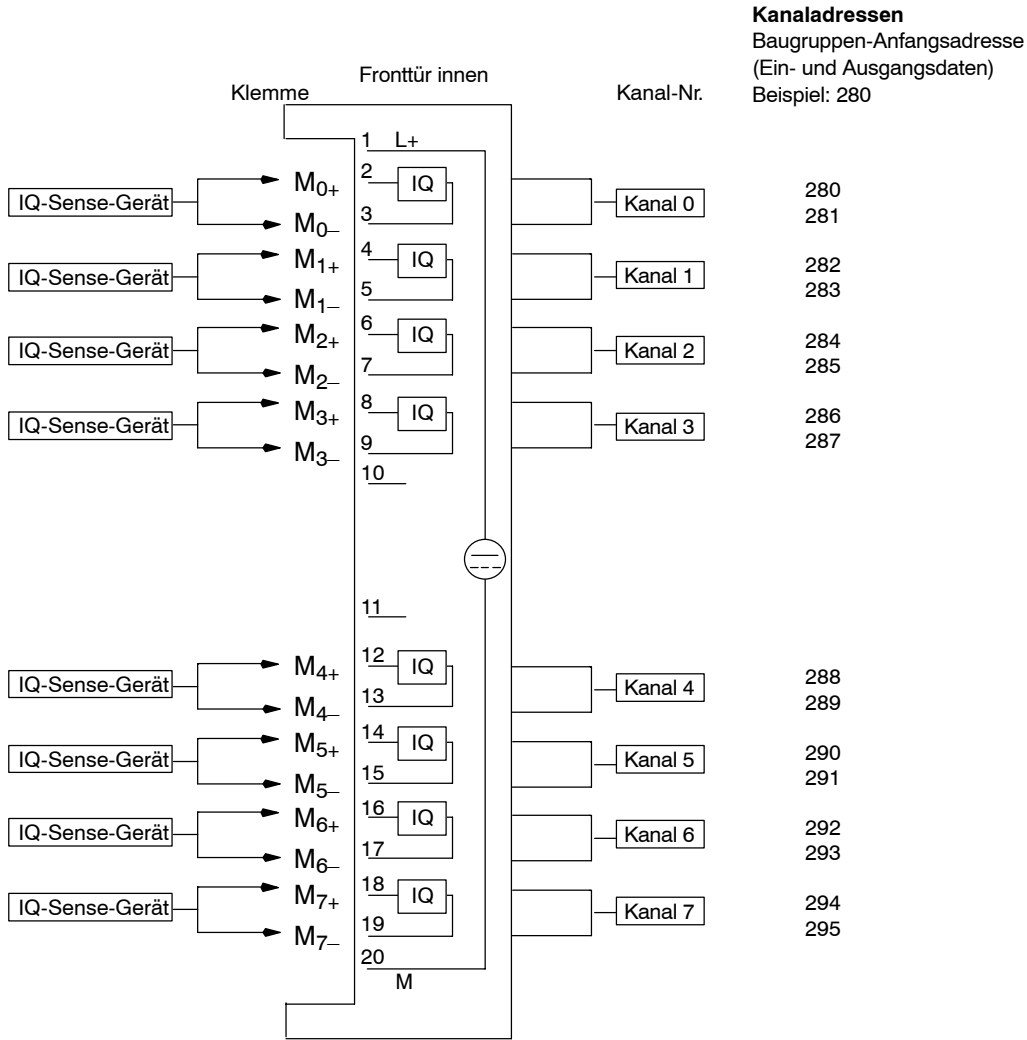 Kanaladressen
Baugruppen-Anfangsadresse
(Ein- und Ausgangsdaten)
Beispiel: 280
Klemme
Fronttür innen
Kanal-Nr.
1 L+
IQ-Sense-Gerät M0+ 2 IQ Kanal 0 280
M0– 3 281
IQ-Sense-Gerät M1+ 4 IQ Kanal 1 282
M1– 5 283
IQ-Sense-Gerät M2+ 6 IQ Kanal 2 284
M2– 7 285
IQ-Sense-Gerät M3+ 8 IQ Kanal 3 286
M3– 9 287
10
11
IQ-Sense-Gerät M4+ 12 IQ Kanal 4 288
M4– 13 289
IQ-Sense-Gerät M5+ 14 IQ Kanal 5 290
M5– 15 291
IQ-Sense-Gerät M6+ 16 IQ Kanal 6 292
M6– 17 293
IQ-Sense-Gerät M7+ 18 IQ Kanal 7 294
M7– 19 295
20
M